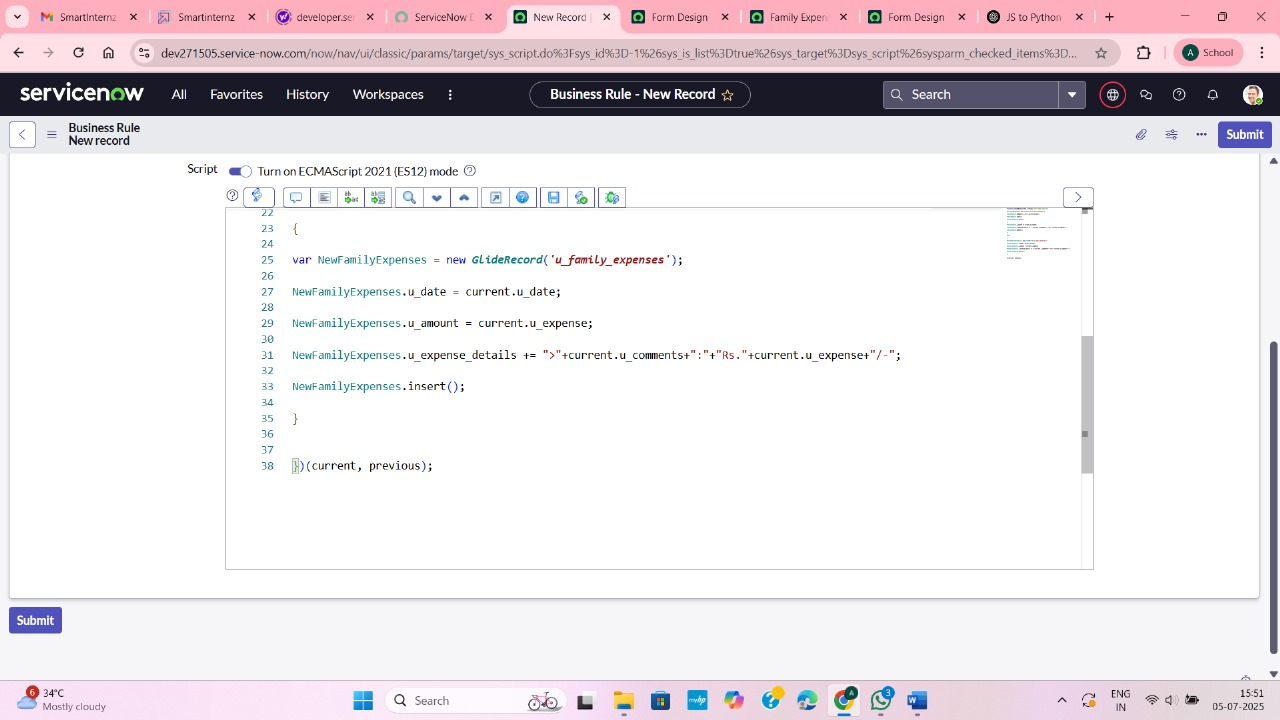 SmartInternz
SmartInternz
developer.ser
ServiceNow D
New Record |
Form Design
Family Expen
Form Design
JS to Python
dev271505.service-now.com/now/nav/ui/classic/params/target/sys_script.do%3Fsys_id%3D-1%26sys_is_list%3Dtrue%26sys_target%3Dsys_script%26sysparm_checked_items%3D...
A School
servicenow
All Favorites History Workspaces
Business Rule - New Record
Search
Business Rule
New record
Submit
Script
Turn on ECMAScript 2021 (ES12) mode
22
23 {
24
25 NewFamilyExpenses = new GlideRecord('u_family_expenses');
26
27 NewFamilyExpenses.u_date = current.u_date;
28
29 NewFamilyExpenses.u_amount = current.u_expense;
30
31 NewFamilyExpenses.u_expense_details += ">"+current.u_comments+":"+"Rs."+current.u_expense+"/-";
32
33 NewFamilyExpenses.insert();
34
35 }
36
37
38 })(current, previous);
Submit
6
34°C
Mostly cloudy
Search
myhp
A
3
ENG
IN
15:51
05-07-2025